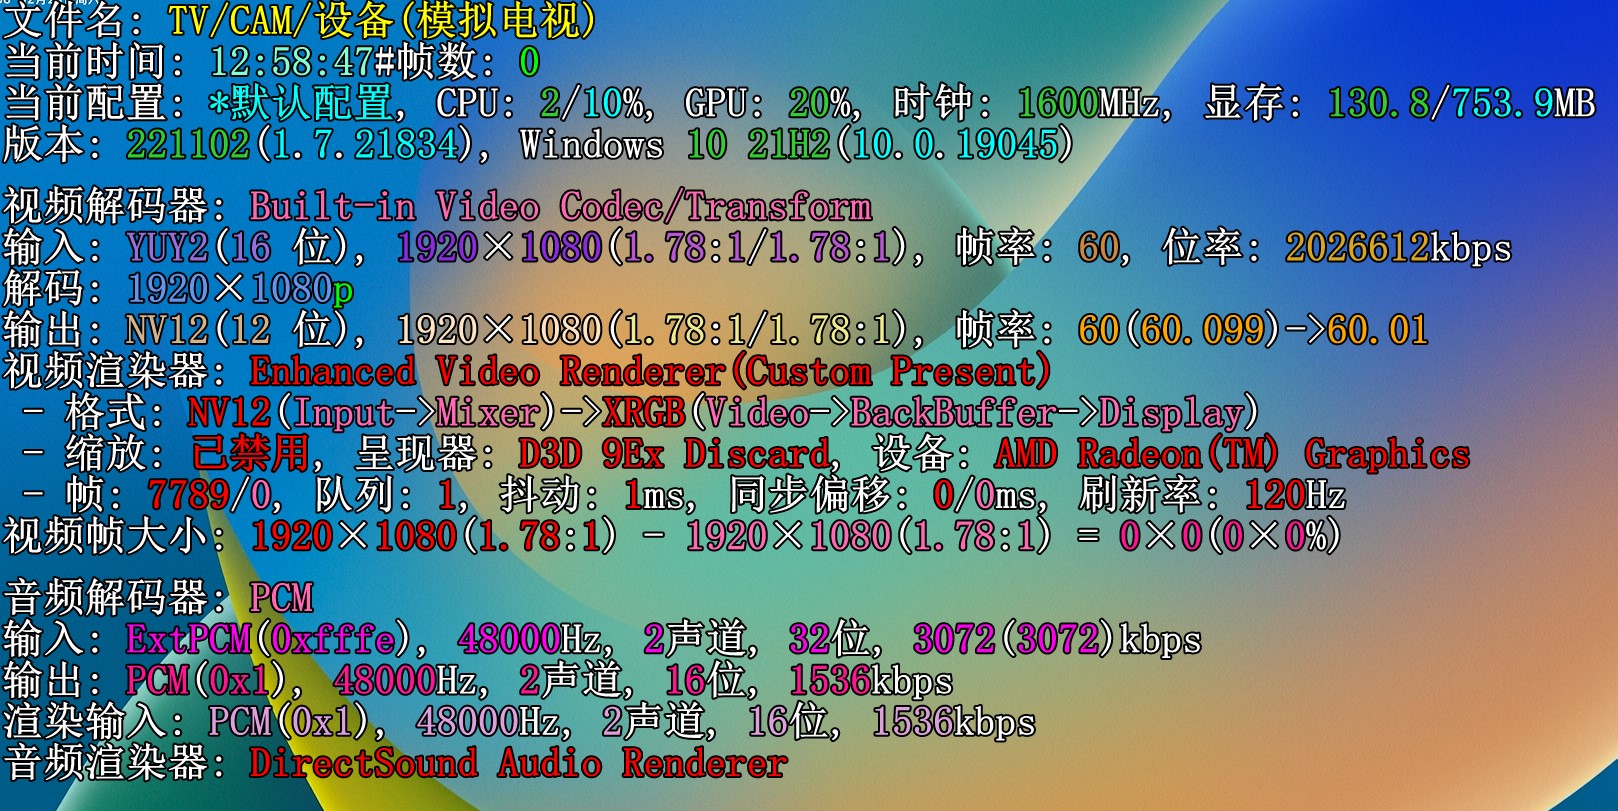 文件名: TV/CAM/设备(模拟电视)
当前时间: 12:58:47#帧数: 0
当前配置: *默认配置, CPU: 2/10%, GPU: 20%, 时钟: 1600MHz, 显存: 130.8/753.9MB
版本: 221102(1.7.21834), Windows 10 21H2(10.0.19045)
视频解码器: Built-in Video Codec/Transform
输入: YUY2(16 位), 1920×1080(1.78:1/1.78:1), 帧率: 60, 位率: 2026612kbps
解码: 1920×1080p
输出: NV12(12 位), 1920×1080(1.78:1/1.78:1), 帧率: 60(60.099)->60.01
视频渲染器: Enhanced Video Renderer(Custom Present)
- 格式: NV12(Input->Mixer)->XRGB(Video->BackBuffer->Display)
- 缩放: 已禁用, 呈现器: D3D 9Ex Discard, 设备: AMD Radeon(TM) Graphics
- 帧: 7789/0, 队列: 1, 抖动: 1ms, 同步偏移: 0/0ms, 刷新率: 120Hz
视频帧大小: 1920×1080(1.78:1) - 1920×1080(1.78:1) = 0×0(0×0%)
音频解码器: PCM
输入: ExtPCM(0xfffe), 48000Hz, 2声道, 32位, 3072(3072)kbps
输出: PCM(0x1), 48000Hz, 2声道, 16位, 1536kbps
渲染输入: PCM(0x1), 48000Hz, 2声道, 16位, 1536kbps
音频渲染器: DirectSound Audio Renderer